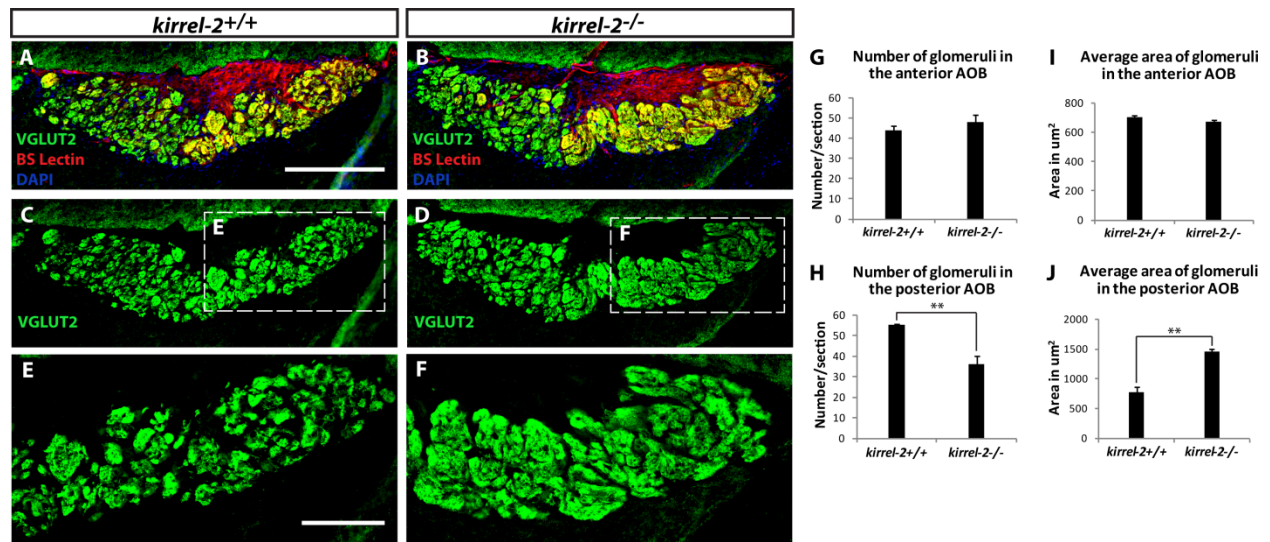 kirrel-2+/+
kirrel-2-/-
A
VGLUT2
BS Lectin
DAPI
B
VGLUT2
BS Lectin
DAPI
C
E
VGLUT2
D
F
VGLUT2
E
F
G
Number of glomeruli in
the anterior AOB
Number/section
60
50
40
30
20
10
0
kirrel-2+/+
kirrel-2-/-
I
Average area of glomeruli
in the anterior AOB
Area in um²
800
600
400
200
0
kirrel-2+/+
kirrel-2-/-
H
Number of glomeruli in
the posterior AOB
**
Number/section
60
50
40
30
20
10
0
kirrel-2+/+
kirrel-2-/-
J
Average area of glomeruli
in the posterior AOB
**
Area in um²
2000
1500
1000
500
0
kirrel-2+/+
kirrel-2-/-